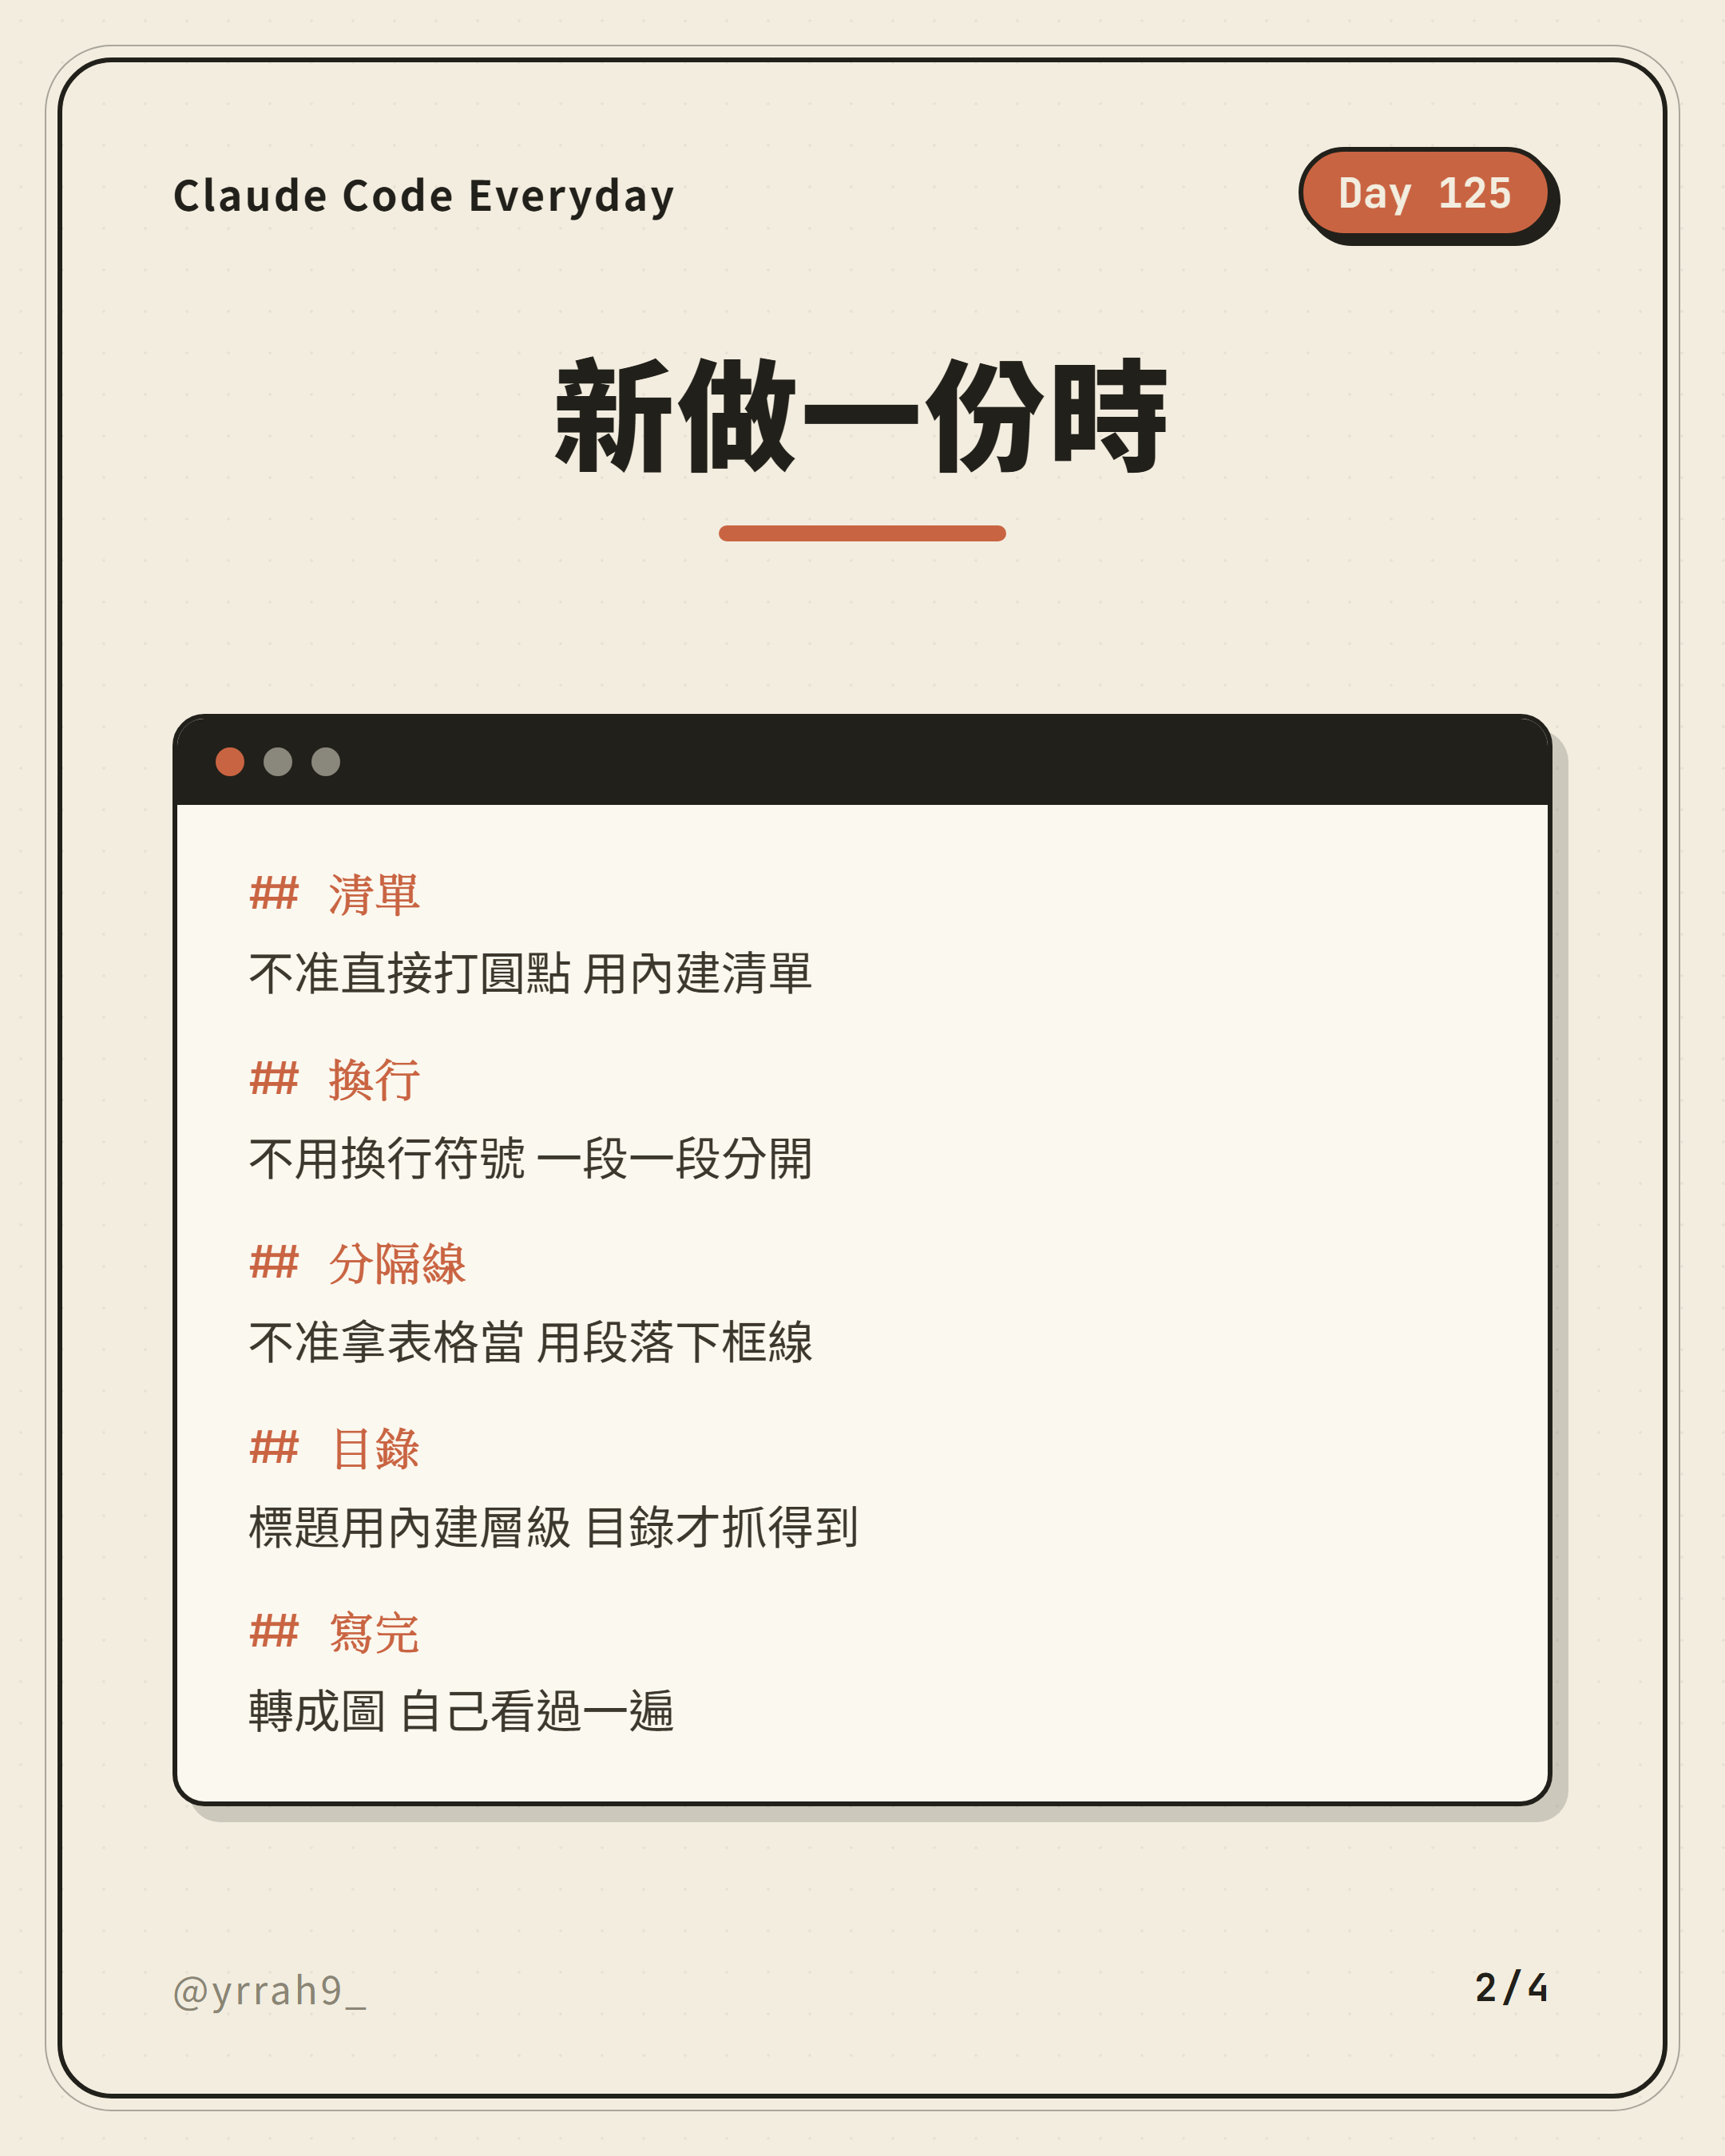 Claude Code Everyday
Day 125
新做一份時
## 清單
不准直接打圓點 用內建清單
## 換行
不用換行符號 一段一段分開
## 分隔線
不准拿表格當 用段落下框線
## 目錄
標題用內建層級 目錄才抓得到
## 寫完
轉成圖 自己看過一遍
@yrrah9_
2/4